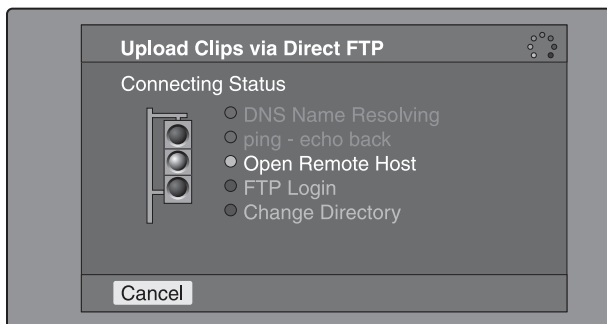 Upload Clips via Direct FTP
Connecting Status
DNS Name Resolving
ping - echo back
Open Remote Host
FTP Login
Change Directory
Cancel